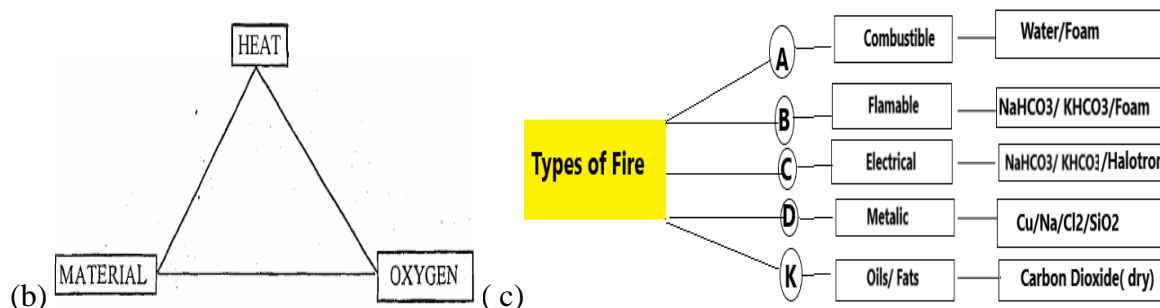 HEAT
MATERIAL
OXYGEN
(b)
( c)
Types of Fire
A
Combustible
Water/Foam
B
Flamable
NaHCO3/ KHCO3/Foam
C
Electrical
NaHCO3/ KHCO3/Halotron
D
Metalic
Cu/Na/Cl2/SiO2
K
Oils/ Fats
Carbon Dioxide( dry)